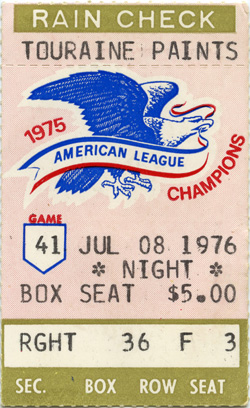 RAIN CHECK
TOURAINE PAINTS
1975
AMERICAN LEAGUE
CHAMPIONS
GAME
41 JUL 08 1976
* NIGHT *
BOX SEAT $5.00
RGHT 36 F 3
SEC. BOX ROW SEAT